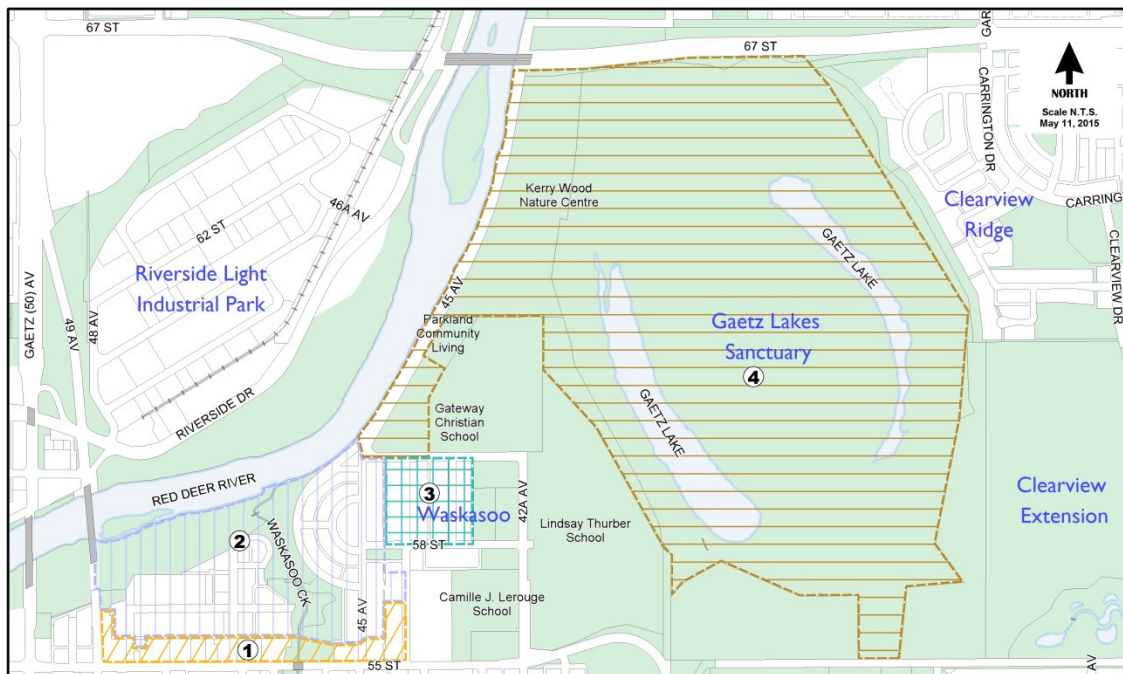 67 ST
67 ST
GAR
CARRINGTON DR
CARRING
CLEARVIEW DR
NORTH
Scale N.T.S.
May 11, 2015
Kerry Wood
Nature Centre
Clearview
Ridge
46A AV
62 ST
Riverside Light
Industrial Park
GAETZ (50) AV
49 AV
48 AV
RIVERSIDE DR
45 AV
Parkland
Community
Living
GAETZ LAKE
Gaetz Lakes
Sanctuary
4
GAETZ LAKE
Gateway
Christian
School
RED DEER RIVER
3
Waskasoo
42A AV
Lindsay Thurber
School
58 ST
Clearview
Extension
2
WASKASOO CK
45 AV
Camille J. Lerouge
School
1
55 ST
AV